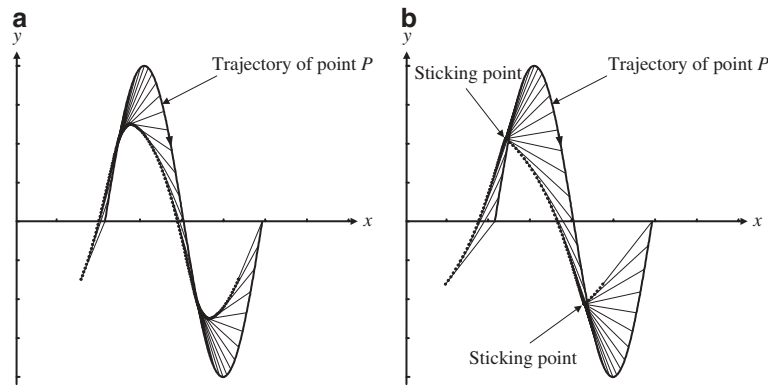 a
y
Trajectory of point P
x
b
y
Sticking point
Trajectory of point P
x
Sticking point